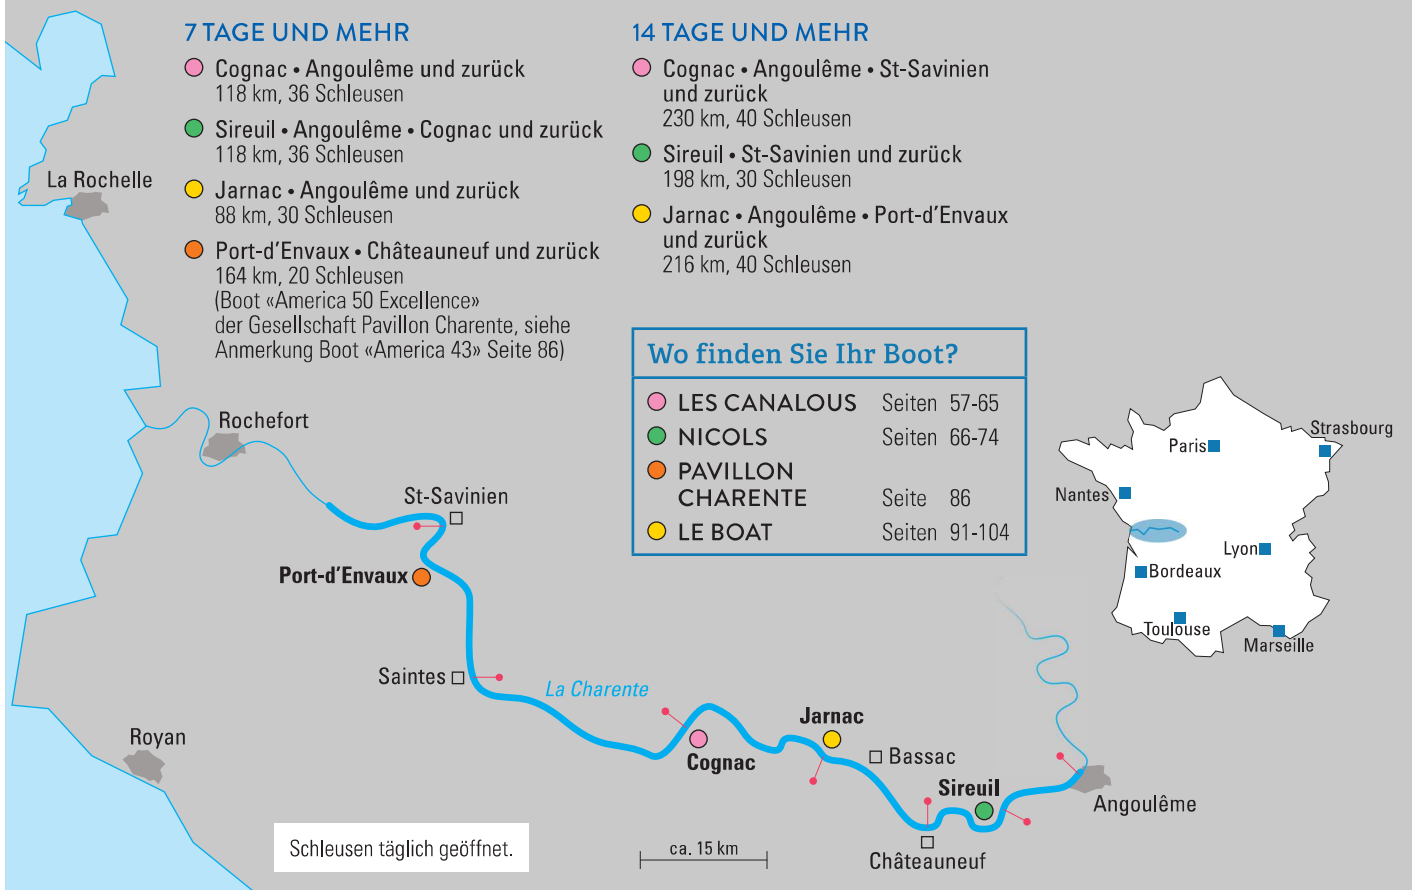 7 TAGE UND MEHR
Cognac • Angoulême und zurück
118 km, 36 Schleusen
Sireuil • Angoulême • Cognac und zurück
118 km, 36 Schleusen
Jarnac • Angoulême und zurück
88 km, 30 Schleusen
Port-d'Envaux • Châteauneuf und zurück
164 km, 20 Schleusen
(Boot «America 50 Excellence»
der Gesellschaft Pavillon Charente, siehe
Anmerkung Boot «America 43» Seite 86)
14 TAGE UND MEHR
Cognac • Angoulême • St-Savinien
und zurück
230 km, 40 Schleusen
Sireuil • St-Savinien und zurück
198 km, 30 Schleusen
Jarnac • Angoulême • Port-d'Envaux
und zurück
216 km, 40 Schleusen
Wo finden Sie Ihr Boot?
LES CANALOUS Seiten 57-65
NICOLS Seiten 66-74
PAVILLON
CHARENTE Seite 86
LE BOAT Seiten 91-104
La Rochelle
Rochefort
St-Savinien
Port-d'Envaux
Saintes
La Charente
Royan
Cognac
Jarnac
Bassac
Sireuil
Angoulême
Châteauneuf
Schleusen täglich geöffnet.
ca. 15 km
Paris
Strasbourg
Nantes
Lyon
Bordeaux
Toulouse
Marseille